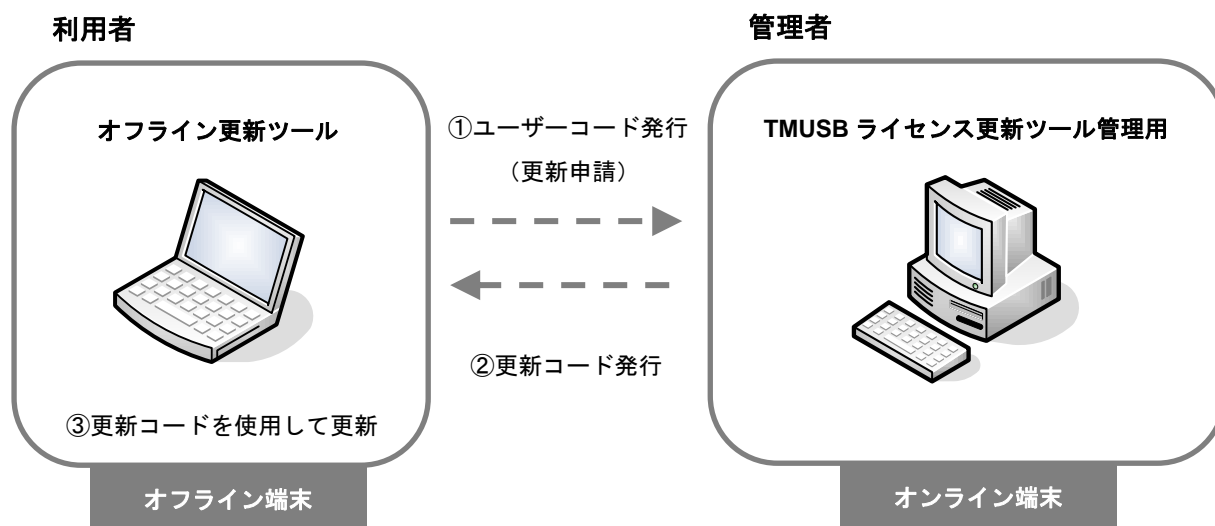 利用者
管理者
オフライン更新ツール
①ユーザーコード発行
（更新申請）
TMUSB ライセンス更新ツール管理用
②更新コード発行
③更新コードを使用して更新
オフライン端末
オンライン端末